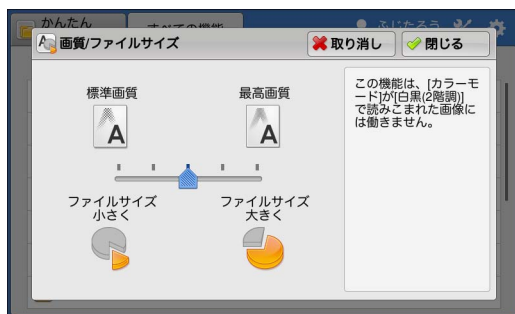 かんたん
すべての機能
ふじたろう
画質/ファイルサイズ
取り消し
閉じる
標準画質
最高画質
この機能は、[カラーモ
ード]が[白黒(2階調)]
で読みこまれた画像に
は働きません。
ファイルサイズ
小さく
ファイルサイズ
大きく